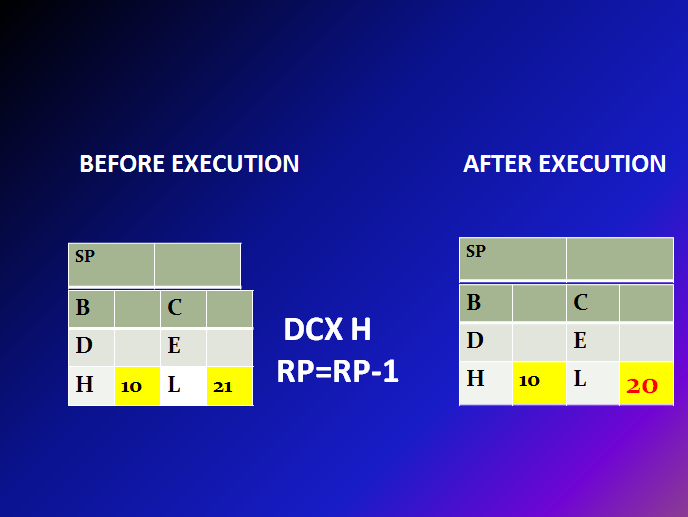 BEFORE EXECUTION
SP
B C
D E
H 10 L 21
DCX H
RP=RP-1
AFTER EXECUTION
SP
B C
D E
H 10 L 20